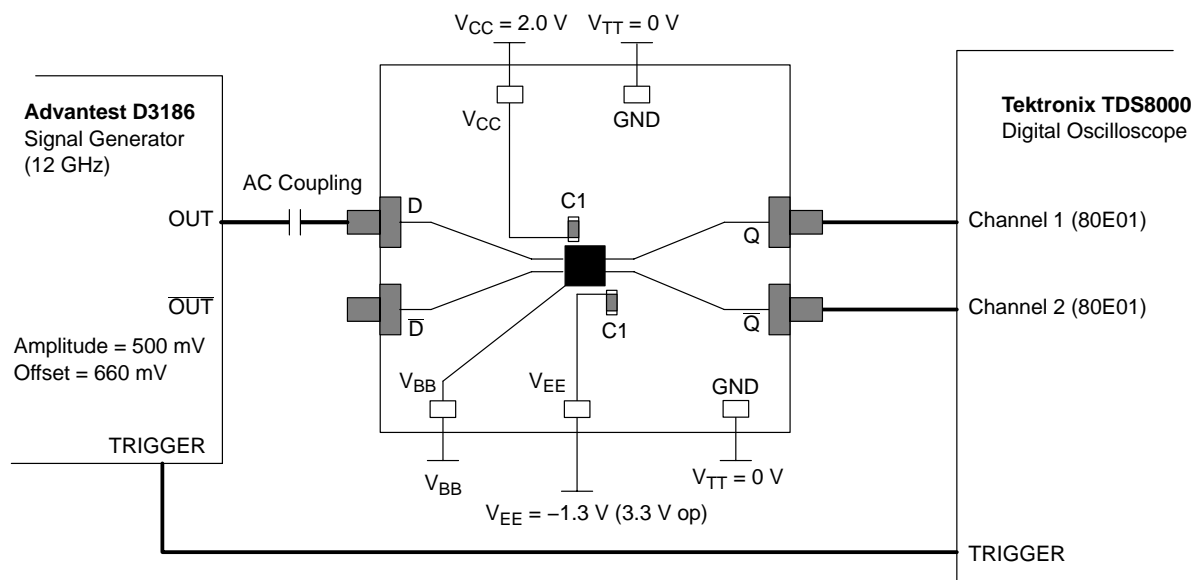 V_CC = 2.0 V
V_TT = 0 V
Advantest D3186
Signal Generator
(12 GHz)
Tektronix TDS8000
Digital Oscilloscope
V_CC
GND
AC Coupling
D
C1
OUT
Q
Channel 1 (80E01)
O̅U̅T̅
D̅
C1
Q̅
Channel 2 (80E01)
Amplitude = 500 mV
Offset = 660 mV
V_BB
V_EE
GND
TRIGGER
V_BB
V_TT = 0 V
V_EE = −1.3 V (3.3 V op)
TRIGGER